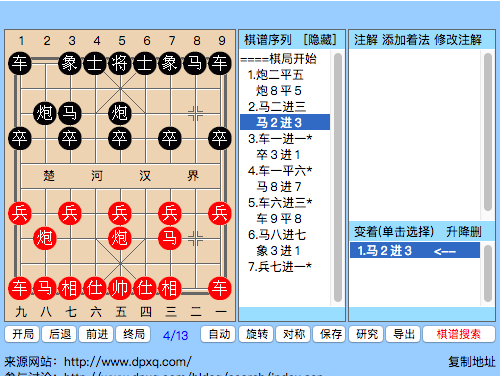 1 2 3 4 5 6 7 8 9
车 象 士 将 士 象 马 车
炮 马 炮
卒 卒 卒 卒 卒
楚 河 汉 界
兵 兵 兵 兵 兵
炮 炮 马
车 马 相 仕 帅 仕 相 车
九 八 七 六 五 四 三 二 一
棋谱序列 [隐藏]
====棋局开始
1.炮二平五
炮８平５
2.马二进三
马２进３
3.车一进一*
卒３进１
4.车一平六*
马８进７
5.车六进三*
车９平８
6.马八进七
象３进１
7.兵七进一*
注解 添加着法 修改注解
变着(单击选择) 升降删
1.马２进３ <--
开局 后退 前进 终局 4/13 自动 旋转 对称 保存 研究 导出 棋谱搜索
来源网站：http://www.dpxq.com/ 复制地址